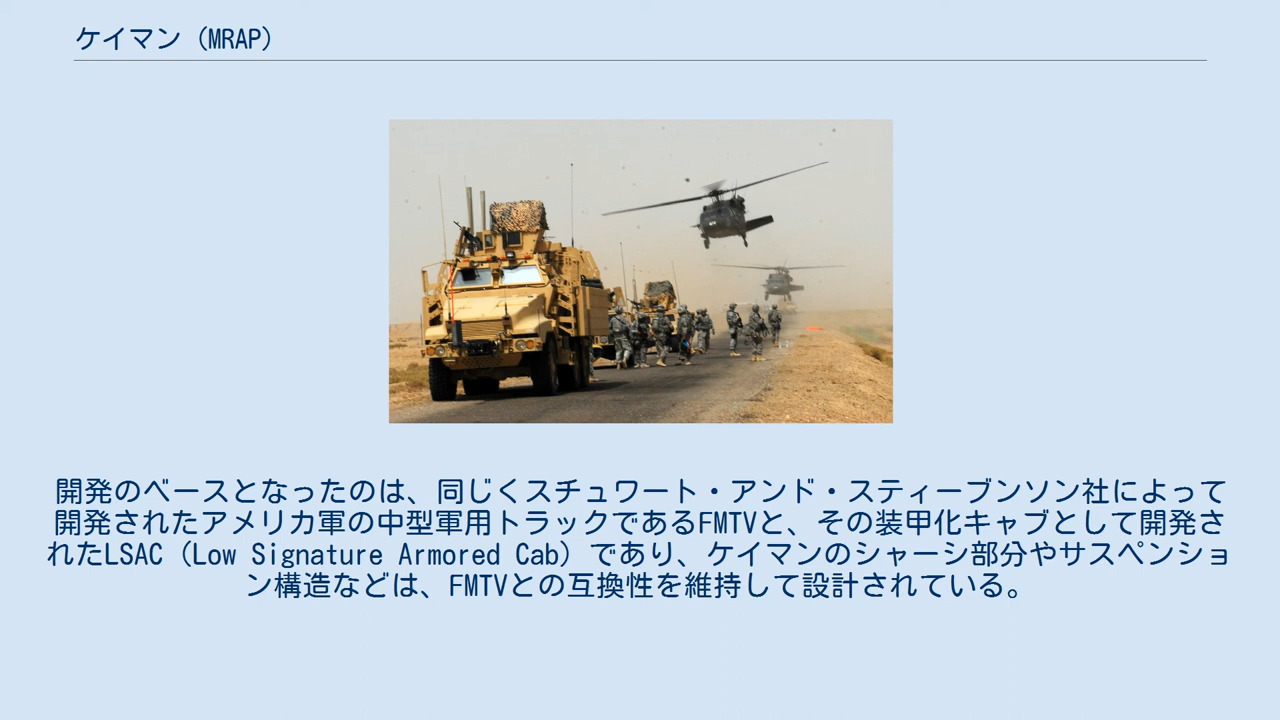 ケイマン（MRAP）
開発のベースとなったのは、同じくスチュワート・アンド・スティーブンソン社によって
開発されたアメリカ軍の中型軍用トラックであるFMTVと、その装甲化キャブとして開発さ
れたLSAC（Low Signature Armored Cab）であり、ケイマンのシャーシ部分やサスペンショ
ン構造などは、FMTVとの互換性を維持して設計されている。